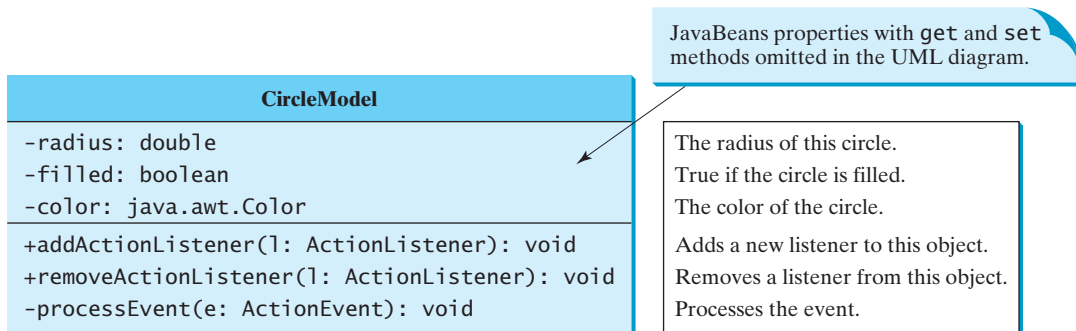 JavaBeans properties with get and set
methods omitted in the UML diagram.
CircleModel
-radius: double
-filled: boolean
-color: java.awt.Color
+addActionListener(l: ActionListener): void
+removeActionListener(l: ActionListener): void
-processEvent(e: ActionEvent): void
The radius of this circle.
True if the circle is filled.
The color of the circle.
Adds a new listener to this object.
Removes a listener from this object.
Processes the event.